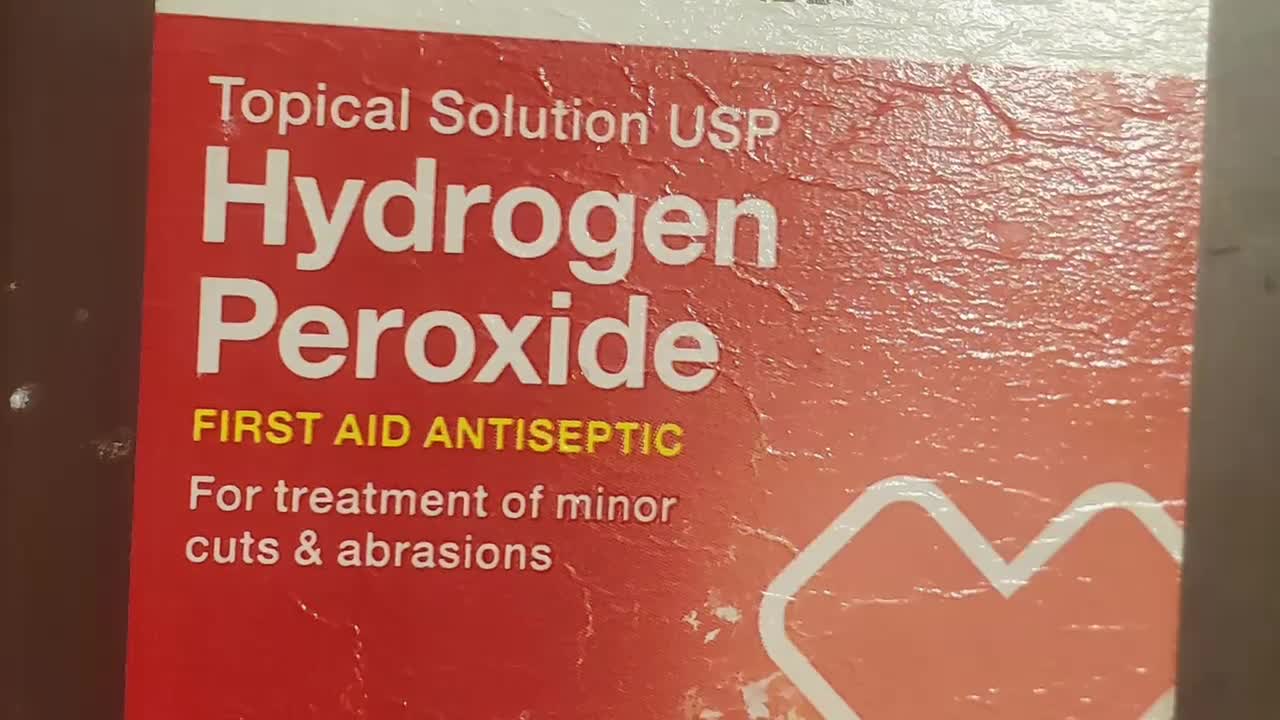 Topical Solution USP
Hydrogen
Peroxide
FIRST AID ANTISEPTIC
For treatment of minor
cuts & abrasions